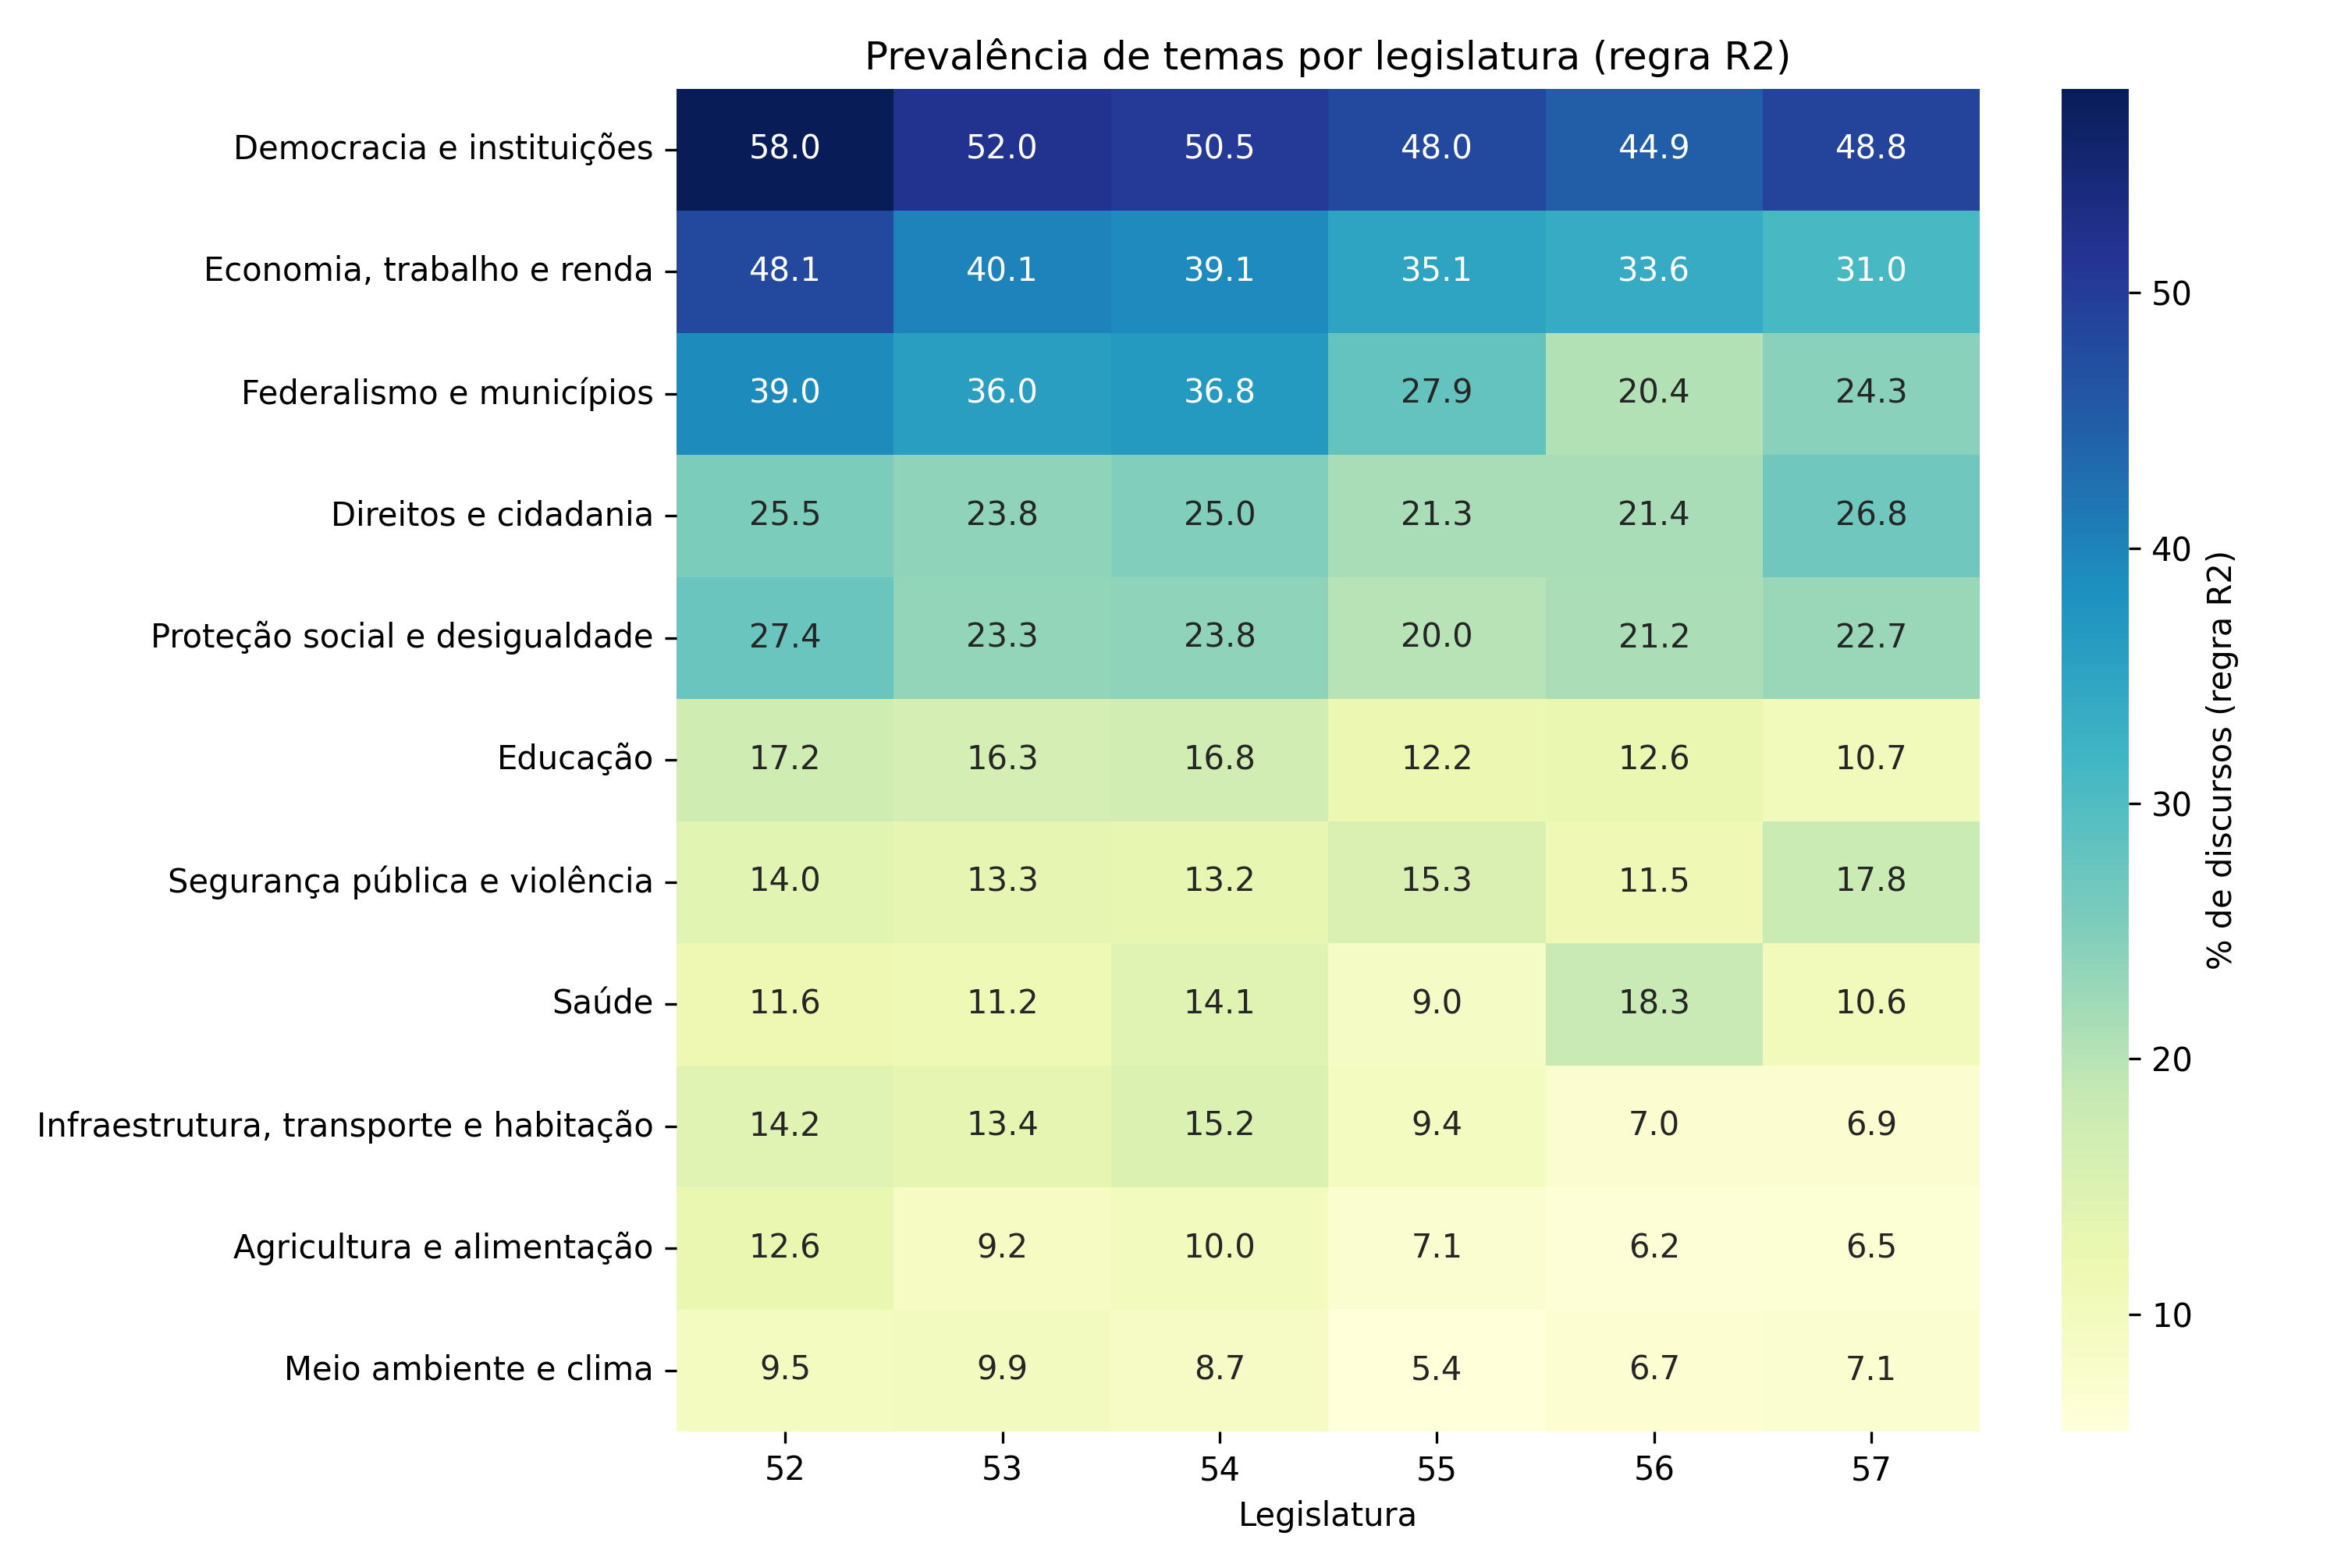 Prevalência de temas por legislatura (regra R2)
Democracia e instituições 58.0 52.0 50.5 48.0 44.9 48.8
Economia, trabalho e renda 48.1 40.1 39.1 35.1 33.6 31.0
Federalismo e municípios 39.0 36.0 36.8 27.9 20.4 24.3
Direitos e cidadania 25.5 23.8 25.0 21.3 21.4 26.8
Proteção social e desigualdade 27.4 23.3 23.8 20.0 21.2 22.7
Educação 17.2 16.3 16.8 12.2 12.6 10.7
Segurança pública e violência 14.0 13.3 13.2 15.3 11.5 17.8
Saúde 11.6 11.2 14.1 9.0 18.3 10.6
Infraestrutura, transporte e habitação 14.2 13.4 15.2 9.4 7.0 6.9
Agricultura e alimentação 12.6 9.2 10.0 7.1 6.2 6.5
Meio ambiente e clima 9.5 9.9 8.7 5.4 6.7 7.1
52 53 54 55 56 57
Legislatura
50
40
30
20
10
% de discursos (regra R2)